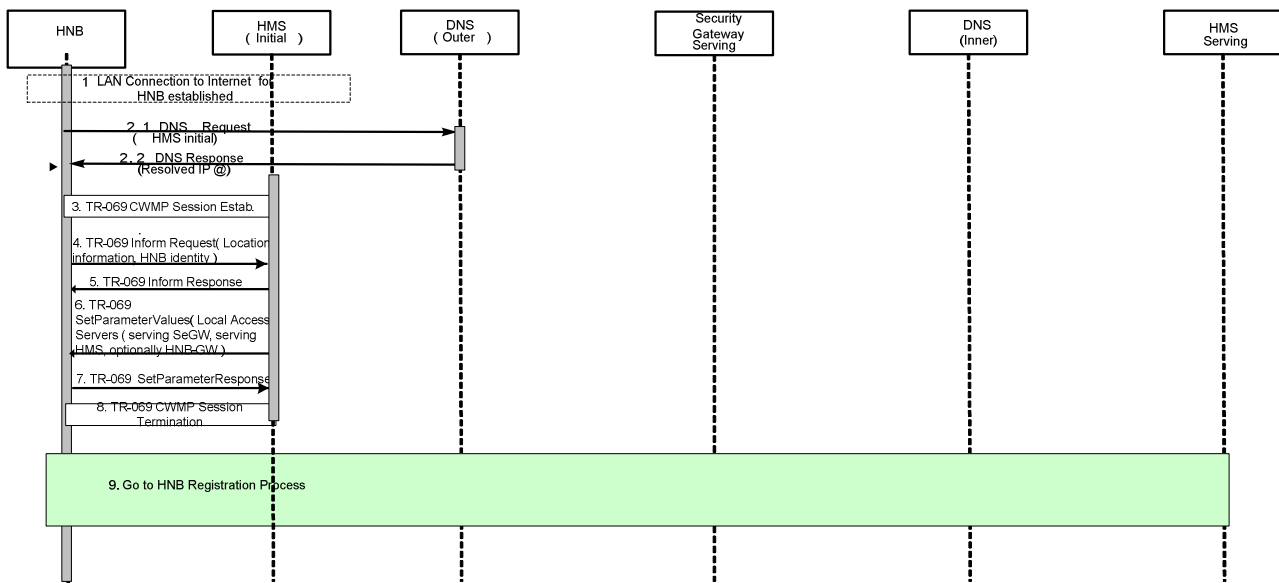 HNB
HMS
( Initial )
DNS
( Outer )
Security
Gateway
Serving
DNS
(Inner)
HMS
Serving
1 LAN Connection to Internet for
HNB established
2. 1. DNS Request
( HMS initial)
2. 2 DNS Response
(Resolved IP @)
3. TR-069 CWMP Session Estab.
4. TR-069 Inform Request( Location
information, HNB identity )
5. TR-069 Inform Response
6. TR-069
SetParameterValues( Local Access
Servers ( serving SeGW, serving
HMS, optionally HNB-GW )
7. TR-069 SetParameterResponse
8. TR-069 CWMP Session
Termination
9. Go to HNB Registration Process